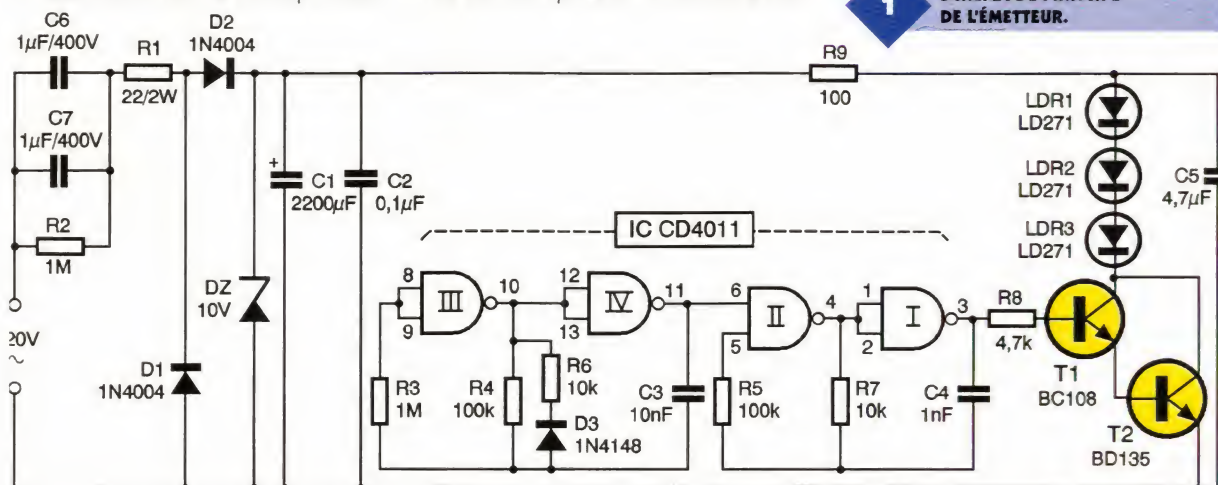 1
DE L'ÉMETTEUR.
C6
1µF/400V
R1
22/2W
D2
1N4004
R9
100
C7
1µF/400V
R2
1M
20V
~
D1
1N4004
DZ
10V
+
C1
2200µF
C2
0,1µF
IC CD4011
LDR1
LD271
LDR2
LD271
LDR3
LD271
C5
4,7µF
8
9
III
10
12
13
IV
11
6
5
II
4
1
2
I
3
R8
4,7k
T1
BC108
T2
BD135
R3
1M
R4
100k
R6
10k
D3
1N4148
C3
10nF
R5
100k
R7
10k
C4
1nF